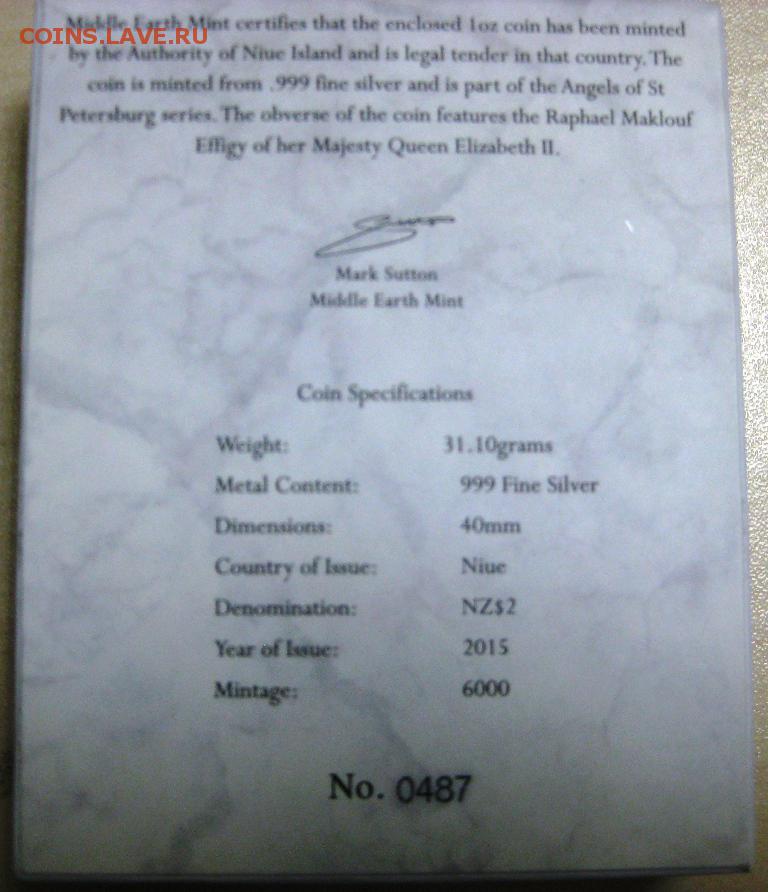 Middle Earth Mint certifies that the enclosed 1oz coin has been minted
COINS.LAVE.RU
by the Authority of Niue Island and is legal tender in that country. The
coin is minted from .999 fine silver and is part of the Angels of St
Petersburg series. The obverse of the coin features the Raphael Maklouf
Effigy of her Majesty Queen Elizabeth II.
Mark Sutton
Middle Earth Mint
Coin Specifications
Weight: 31.10grams
Metal Content: 999 Fine Silver
Dimensions: 40mm
Country of Issue: Niue
Denomination: NZ$2
Year of Issue: 2015
Mintage: 6000
No. 0487